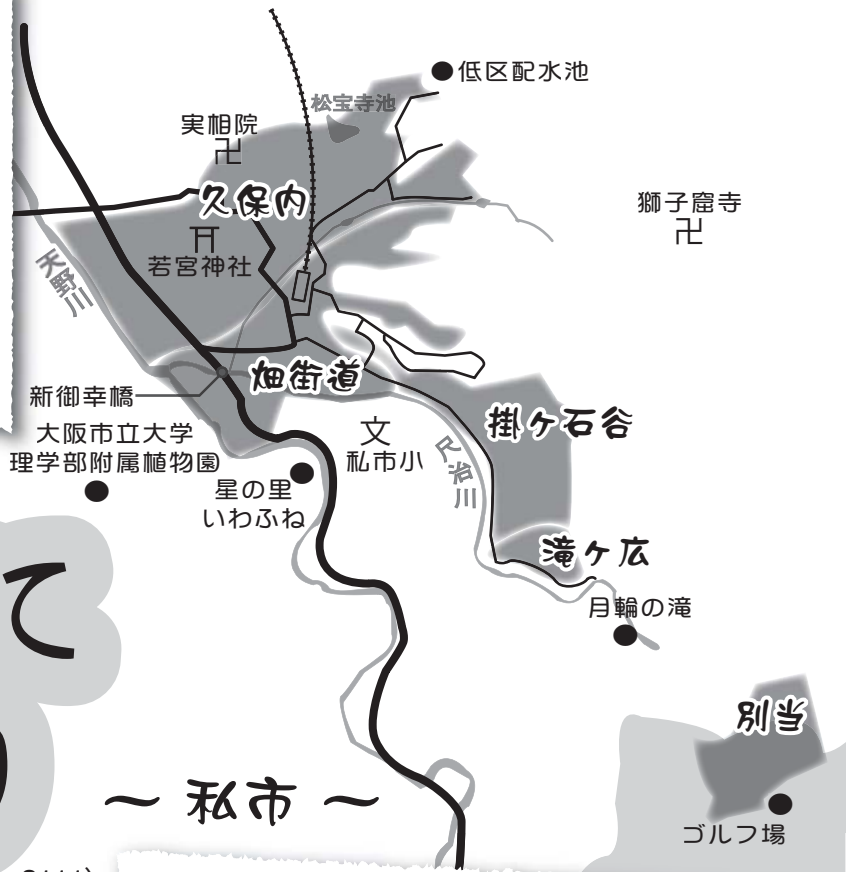 低区配水池
松宝寺池
実相院
卍
久保内
獅子窟寺
卍
若宮神社
天野川
畑街道
新御幸橋
掛ヶ石谷
大阪市立大学
理学部附属植物園
文
私市小
尺治川
星の里
いわふね
滝ヶ広
て
月輪の滝
別当
～ 私市 ～
ゴルフ場